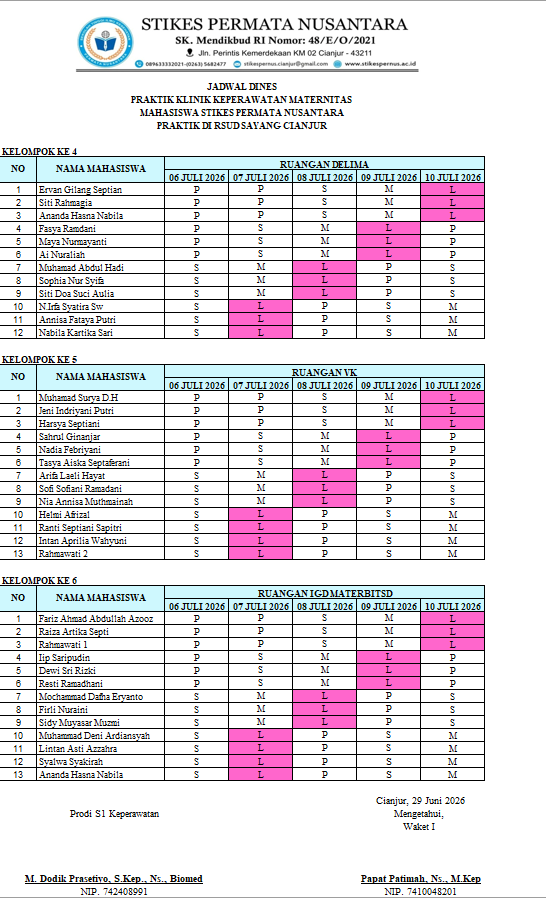 STIKES PERMATA NUSANTARA
SK. Mendikbud RI Nomor: 48/E/O/2021
Jln. Perintis Kemerdekaan KM 02 Cianjur - 43211
089633332021-(0263) 5682477 stikespernus.cianjur@gmail.com www.stikespernus.ac.id
JADWAL DINES
PRAKTIK KLINIK KEPERAWATAN MATERNITAS
MAHASISWA STIKES PERMATA NUSANTARA
PRAKTIK DI RSUD SAYANG CIANJUR
KELOMPOK KE 4
NO NAMA MAHASISWA RUANGAN DELIMA
06 JULI 2026 07 JULI 2026 08 JULI 2026 09 JULI 2026 10 JULI 2026
1 Ervan Gilang Septian P P S M L
2 Siti Rahmagia P P S M L
3 Ananda Hasna Nabila P P S M L
4 Fasya Ramdani P S M L P
5 Maya Nurmayanti P S M L P
6 Ai Nuraliah P S M L P
7 Muhamad Abdul Hadi S M L P S
8 Sophia Nur Syifa S M L P S
9 Siti Doa Suci Aulia S M L P S
10 N.Irfa Syatira Sw S L P S M
11 Annisa Fataya Putri S L P S M
12 Nabila Kartika Sari S L P S M
KELOMPOK KE 5
NO NAMA MAHASISWA RUANGAN VK
06 JULI 2026 07 JULI 2026 08 JULI 2026 09 JULI 2026 10 JULI 2026
1 Muhamad Surya D.H P P S M L
2 Jeni Indriyani Putri P P S M L
3 Harsya Septiani P P S M L
4 Sahrul Ginanjar P S M L P
5 Nadia Febriyani P S M L P
6 Tasya Aiska Septaferani P S M L P
7 Arifa Laeli Hayat S M L P S
8 Sofi Sofiani Ramadani S M L P S
9 Nia Annisa Muthmainah S M L P S
10 Helmi Afrizal S L P S M
11 Ranti Septiani Sapitri S L P S M
12 Intan Aprilia Wahyuni S L P S M
13 Rahmawati 2 S L P S M
KELOMPOK KE 6
NO NAMA MAHASISWA RUANGAN IGD MATERBITSD
06 JULI 2026 07 JULI 2026 08 JULI 2026 09 JULI 2026 10 JULI 2026
1 Fariz Ahmad Abdullah Azooz P P S M L
2 Raiza Artika Septi P P S M L
3 Rahmawati 1 P P S M L
4 Iip Saripudin P S M L P
5 Dewi Sri Rizki P S M L P
6 Resti Ramadhani P S M L P
7 Mochammad Dafha Eryanto S M L P S
8 Firli Nuraini S M L P S
9 Sidy Muyasar Muzmi S M L P S
10 Muhammad Deni Ardiansyah S L P S M
11 Lintan Asti Azzahra S L P S M
12 Syalwa Syakirah S L P S M
13 Ananda Hasna Nabila S L P S M
Cianjur, 29 Juni 2026
Prodi S1 Keperawatan Mengetahui,
Waket I
M. Dodik Prasetiyo, S.Kep., Ns., Biomed Papat Patimah, Ns., M.Kep
NIP. 742408991 NIP. 7410048201